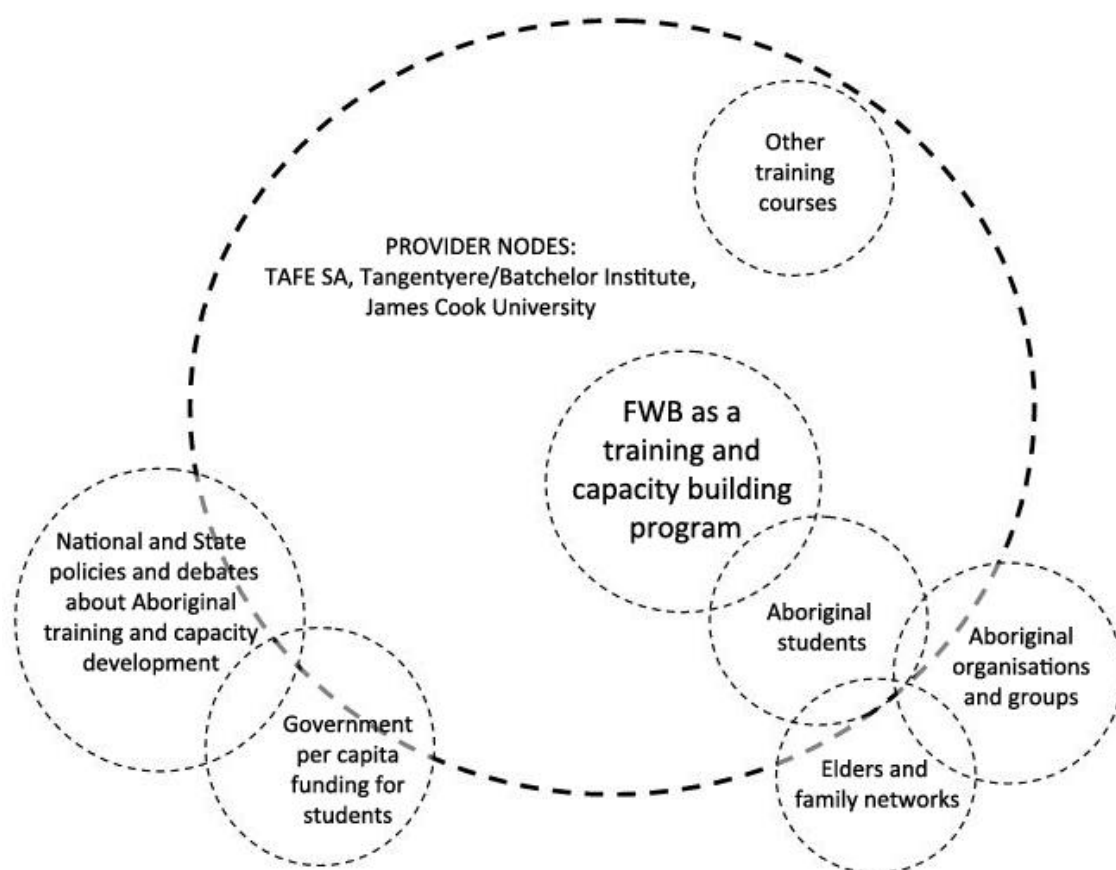 Other
training
courses
PROVIDER NODES:
TAFE SA, Tangentyere/Batchelor Institute,
James Cook University
FWB as a
training and
capacity building
program
National and State
policies and debates
about Aboriginal
training and capacity
development
Aboriginal
students
Aboriginal
organisations
and groups
Government
per capita
funding for
students
Elders and
family networks